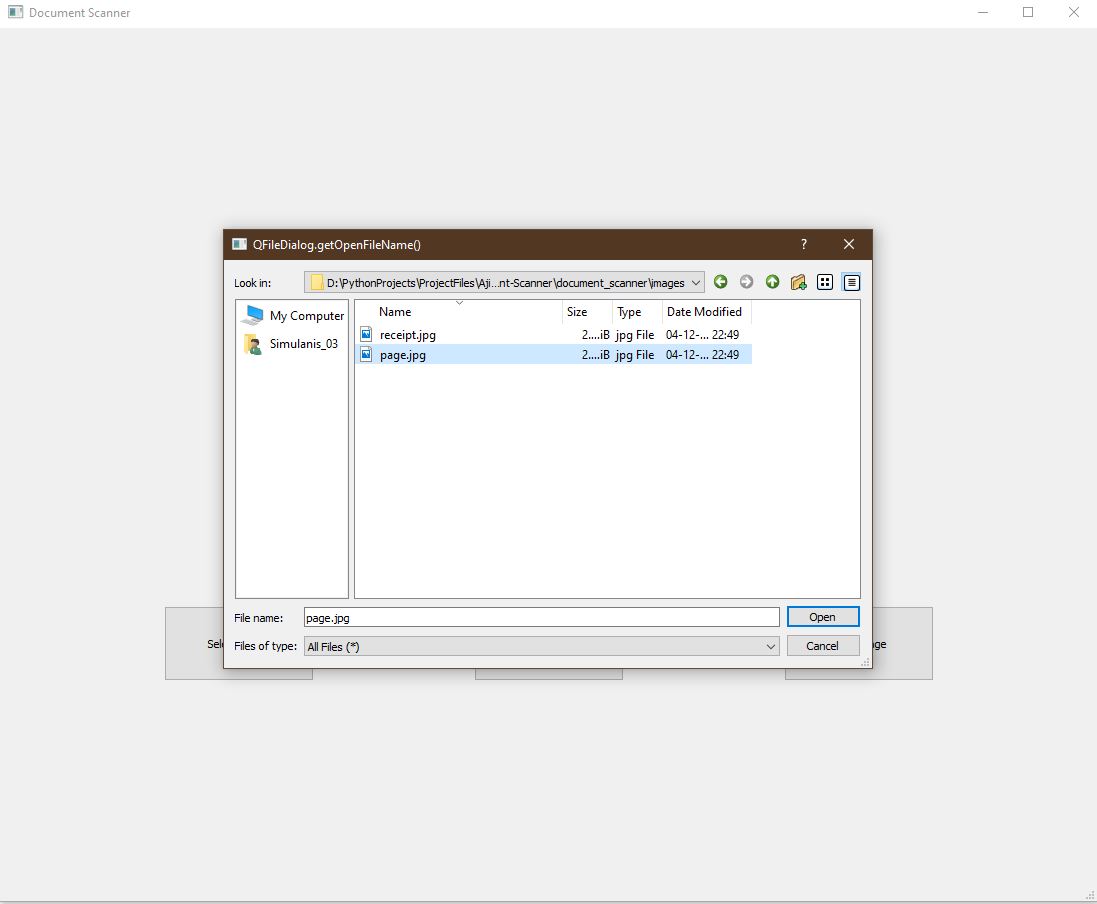 Document Scanner
QFileDialog.getOpenFileName()
?
Look in:
D:\PythonProjects\ProjectFiles\Aji...nt-Scanner\document_scanner\images
My Computer
Simulanis_03
Name Size Type Date Modified
receipt.jpg 2....iB jpg File 04-12-... 22:49
page.jpg 2....iB jpg File 04-12-... 22:49
File name: page.jpg Open
Files of type: All Files (*) Cancel